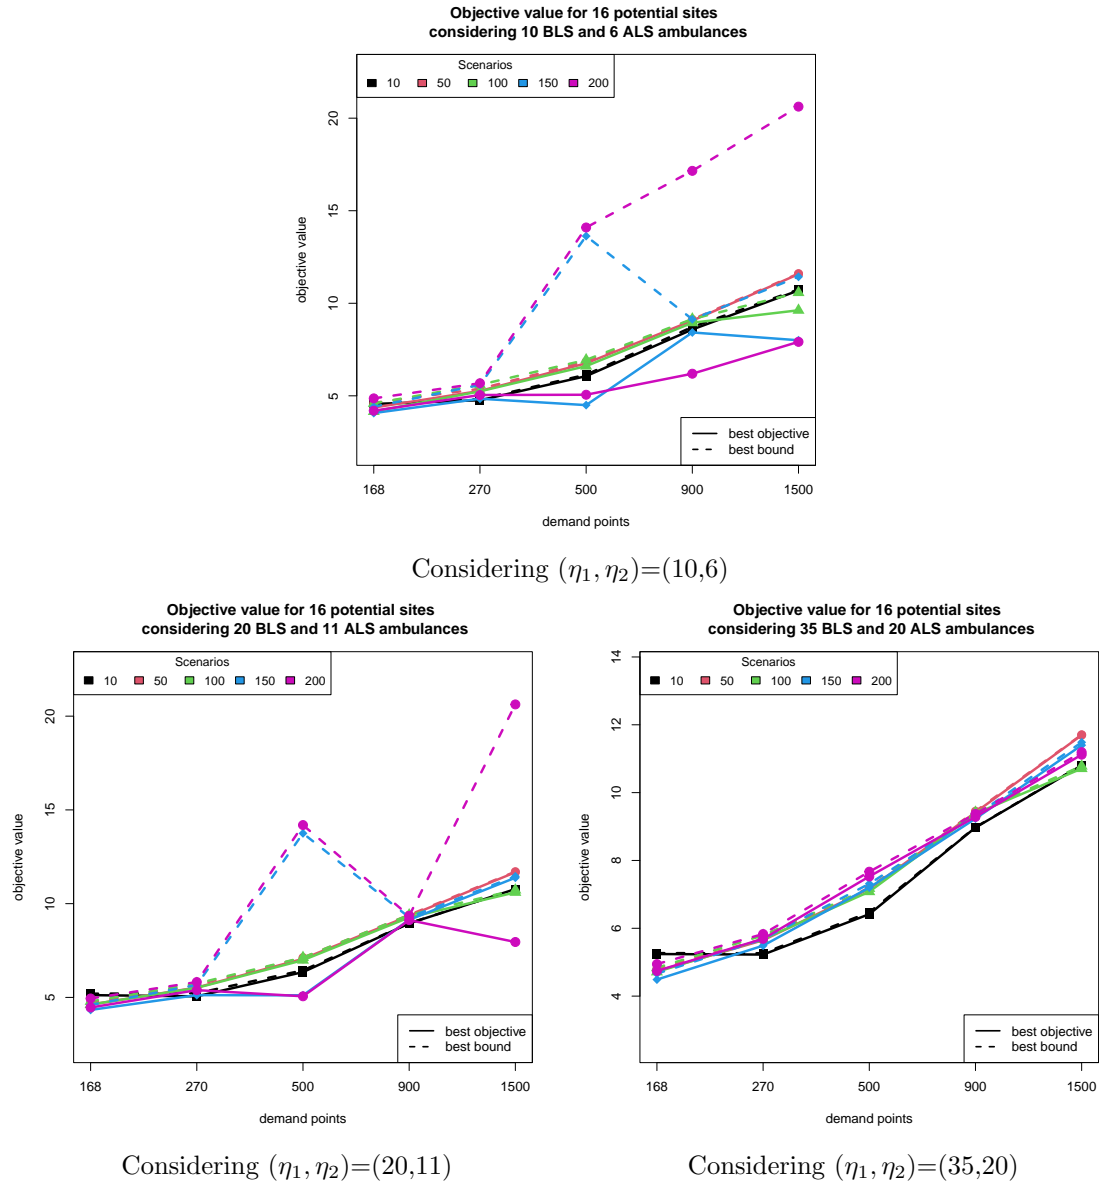 Objective value for 16 potential sites
considering 10 BLS and 6 ALS ambulances
Scenarios
10 50 100 150 200
20
15
10
5
objective value
best objective
best bound
168 270 500 900 1500
demand points
Considering (η₁, η₂)=(10,6)
Objective value for 16 potential sites
considering 20 BLS and 11 ALS ambulances
Scenarios
10 50 100 150 200
20
15
10
5
objective value
best objective
best bound
168 270 500 900 1500
demand points
Considering (η₁, η₂)=(20,11)
Objective value for 16 potential sites
considering 35 BLS and 20 ALS ambulances
Scenarios
10 50 100 150 200
14
12
10
8
6
4
objective value
best objective
best bound
168 270 500 900 1500
demand points
Considering (η₁, η₂)=(35,20)